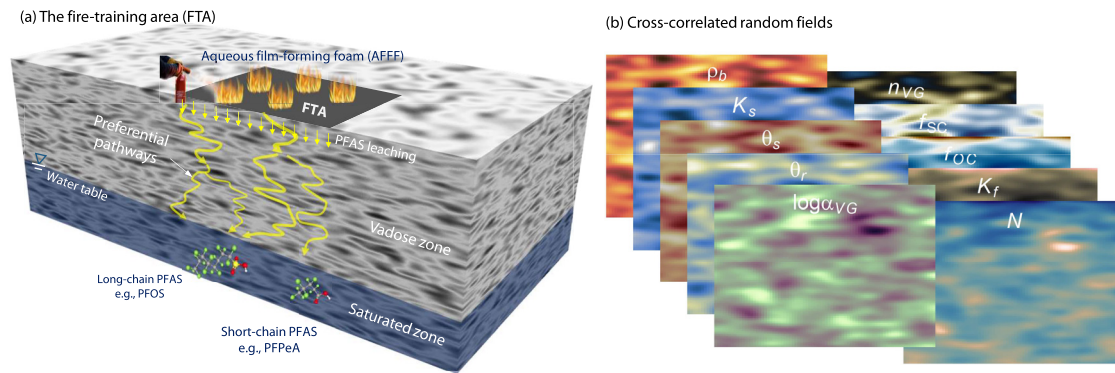 (a) The fire-training area (FTA)
Aqueous film-forming foam (AFFF)
FTA
PFAS leaching
Preferential
pathways
Water table
Vadose zone
Saturated zone
Long-chain PFAS
e.g., PFOS
Short-chain PFAS
e.g., PFPeA
(b) Cross-correlated random fields
ρb
Ks
θs
θr
logαVG
nVG
fSC
fOC
Kf
N